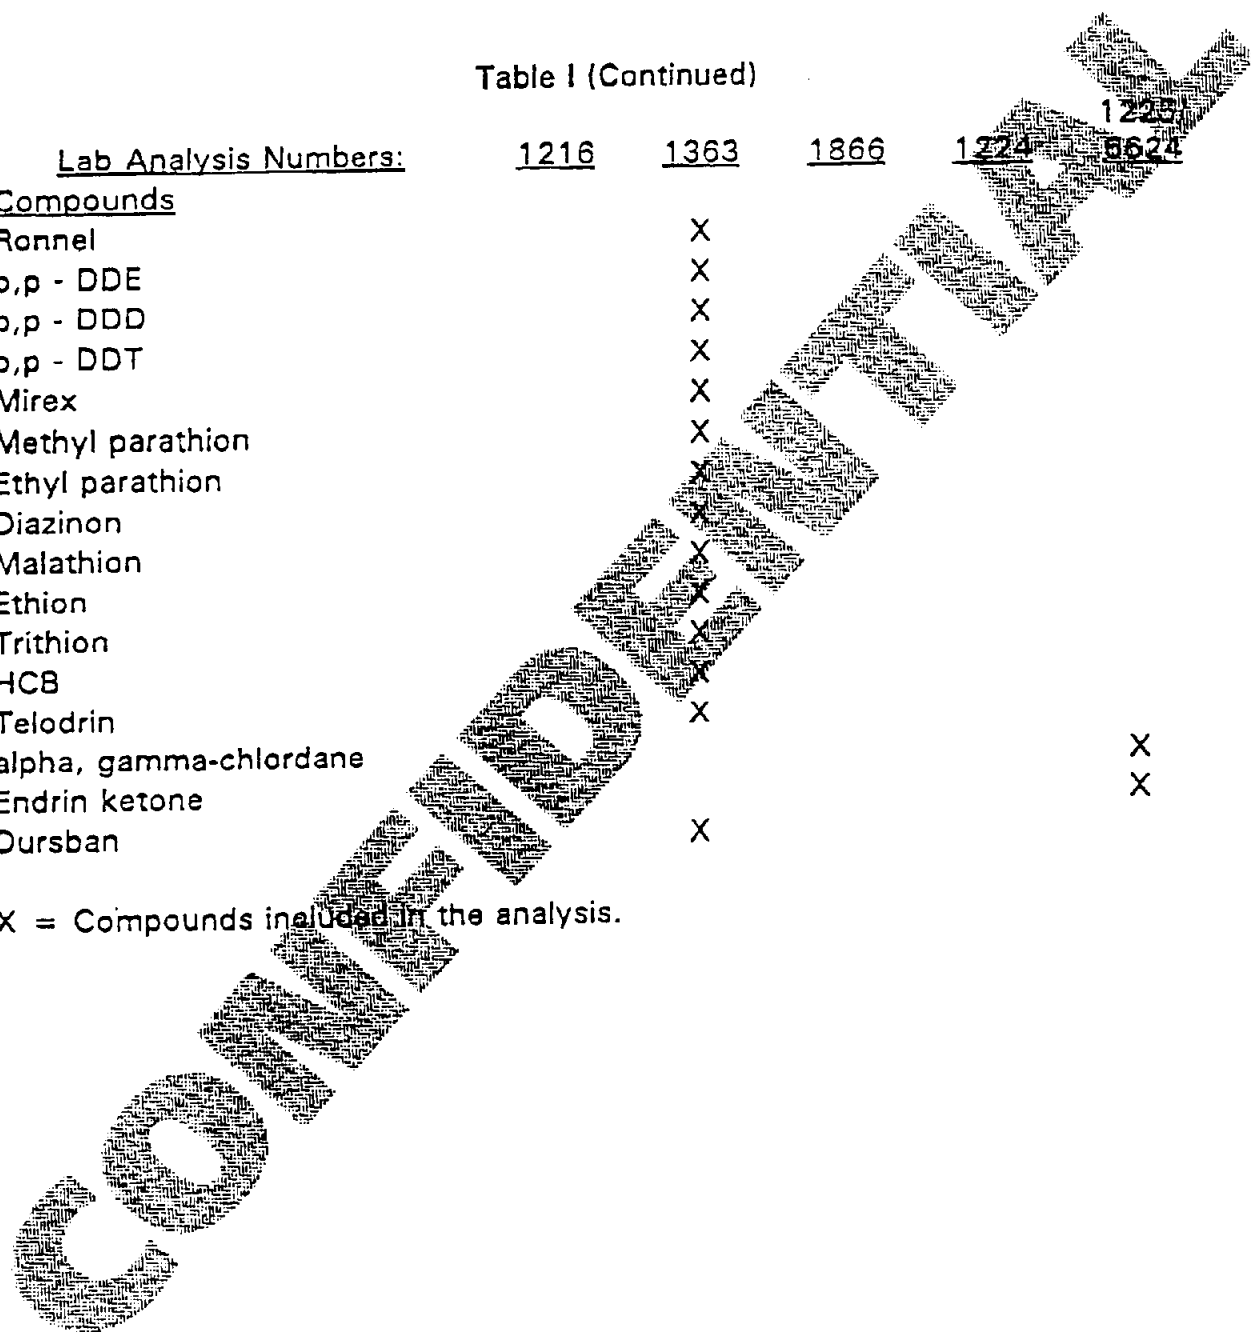 Table I (Continued)
1225/
Lab Analysis Numbers: 1216 1363 1866 1224 6624
Compounds
Ronnel X
p,p - DDE X
p,p - DDD X
p,p - DDT X
Mirex X
Methyl parathion X
Ethyl parathion X
Diazinon X
Malathion X
Ethion X
Trithion X
HCB X
Telodrin X
alpha, gamma-chlordane X
Endrin ketone X
Dursban X
X = Compounds included in the analysis.
CONFIDENTIAL